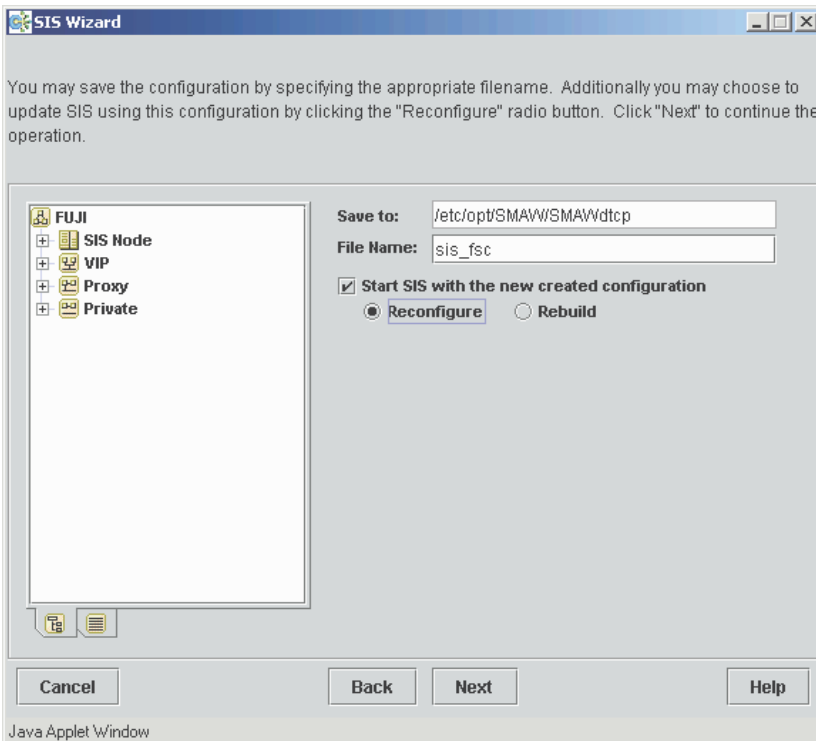 SIS Wizard
You may save the configuration by specifying the appropriate filename. Additionally you may choose to
update SIS using this configuration by clicking the "Reconfigure" radio button. Click "Next" to continue the
operation.
FUJI
SIS Node
VIP
Proxy
Private
Save to: /etc/opt/SMAW/SMAWdtcp
File Name: sis_fsc
Start SIS with the new created configuration
Reconfigure Rebuild
Cancel Back Next Help
Java Applet Window